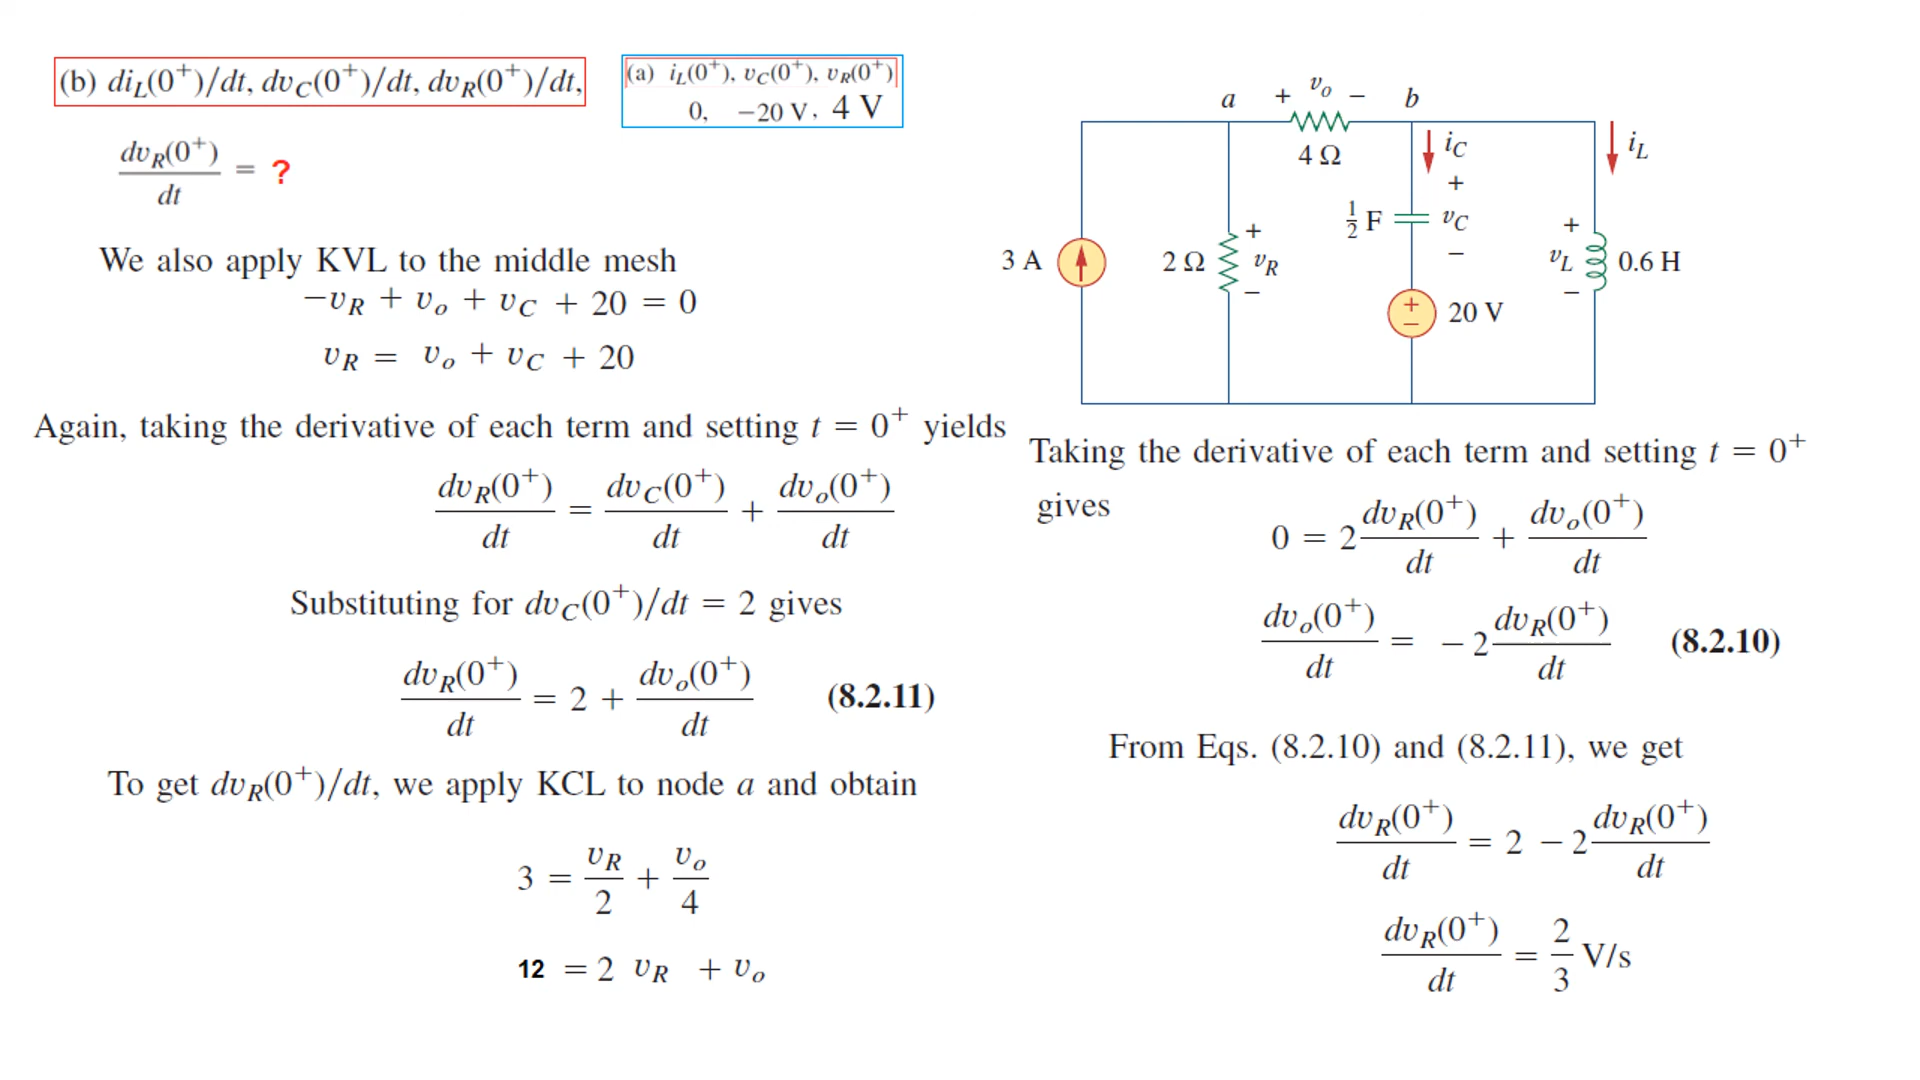 (b) di_L(0⁺)/dt, dv_C(0⁺)/dt, dv_R(0⁺)/dt,
(a) i_L(0⁺), v_C(0⁺), v_R(0⁺)
0, −20 V, 4 V
dv_R(0⁺)/dt = ?
We also apply KVL to the middle mesh
−v_R + v_o + v_C + 20 = 0
v_R = v_o + v_C + 20
Again, taking the derivative of each term and setting t = 0⁺ yields
dv_R(0⁺)/dt = dv_C(0⁺)/dt + dv_o(0⁺)/dt
Substituting for dv_C(0⁺)/dt = 2 gives
dv_R(0⁺)/dt = 2 + dv_o(0⁺)/dt (8.2.11)
To get dv_R(0⁺)/dt, we apply KCL to node a and obtain
3 = v_R/2 + v_o/4
12 = 2 v_R + v_o
a + v_o − b
4 Ω
i_C
i_L
3 A
2 Ω
+ v_R −
½ F
+ v_C −
+ −
20 V
+ v_L −
0.6 H
Taking the derivative of each term and setting t = 0⁺
gives
0 = 2 dv_R(0⁺)/dt + dv_o(0⁺)/dt
dv_o(0⁺)/dt = − 2 dv_R(0⁺)/dt (8.2.10)
From Eqs. (8.2.10) and (8.2.11), we get
dv_R(0⁺)/dt = 2 − 2 dv_R(0⁺)/dt
dv_R(0⁺)/dt = 2/3 V/s